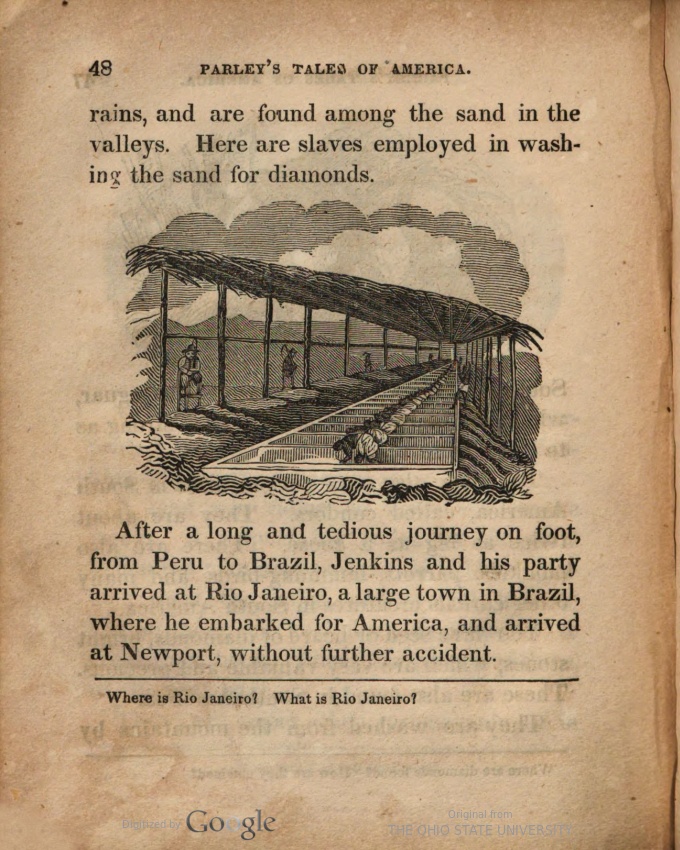 48 PARLEY'S TALES OF AMERICA.
rains, and are found among the sand in the
valleys. Here are slaves employed in wash-
ing the sand for diamonds.
After a long and tedious journey on foot,
from Peru to Brazil, Jenkins and his party
arrived at Rio Janeiro, a large town in Brazil,
where he embarked for America, and arrived
at Newport, without further accident.
Where is Rio Janeiro? What is Rio Janeiro?
Digitized by Google
Original from
THE OHIO STATE UNIVERSITY